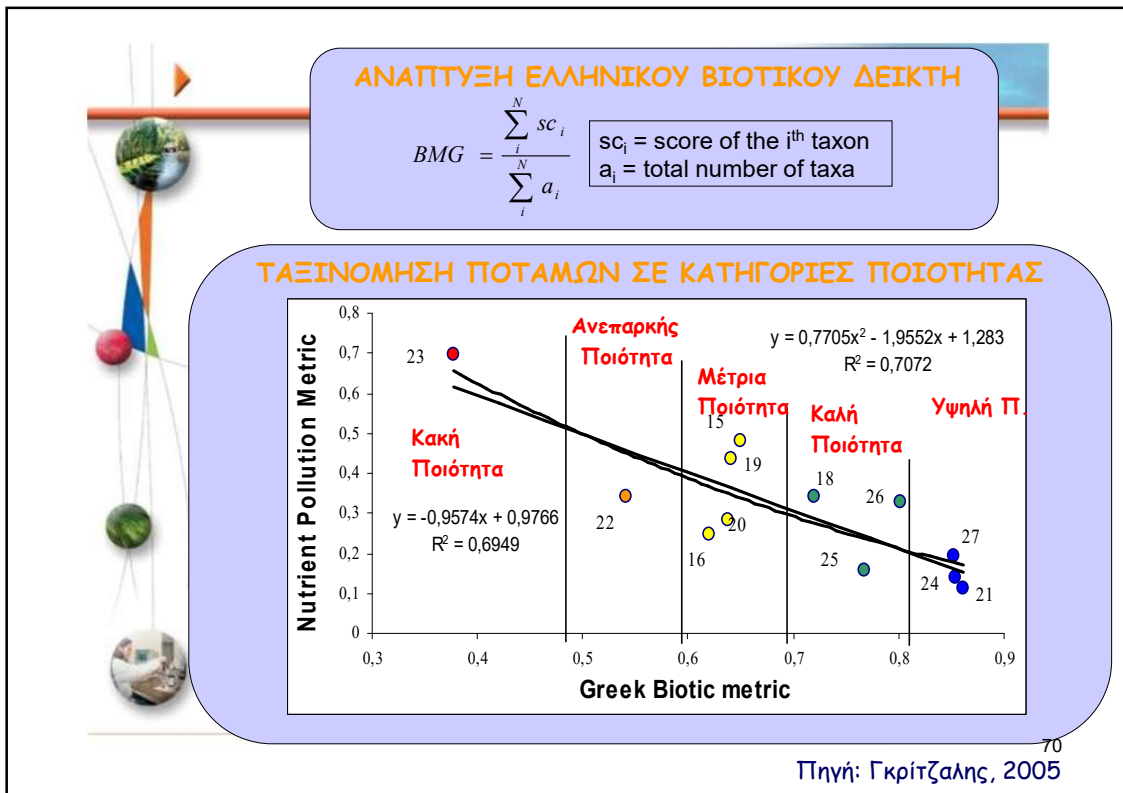 ΑΝΑΠΤΥΞΗ ΕΛΛΗΝΙΚΟΥ ΒΙΟΤΙΚΟΥ ΔΕΙΚΤΗ
BMG = \frac{\sum_{i}^{N} sc_i}{\sum_{i}^{N} a_i}
sc_i = score of the i^th taxon
a_i = total number of taxa
ΤΑΞΙΝΟΜΗΣΗ ΠΟΤΑΜΩΝ ΣΕ ΚΑΤΗΓΟΡΙΕΣ ΠΟΙΟΤΗΤΑΣ
Nutrient Pollution Metric
0,8
0,7
0,6
0,5
0,4
0,3
0,2
0,1
0
23
Ανεπαρκής
Ποιότητα
y = 0,7705x² - 1,9552x + 1,283
R² = 0,7072
Μέτρια
Ποιότητα
Καλή
Ποιότητα
Υψηλή Π.
Κακή
Ποιότητα
15
19
18
26
y = -0,9574x + 0,9766
R² = 0,6949
22
20
16
25
27
24
21
0,3 0,4 0,5 0,6 0,7 0,8 0,9
Greek Biotic metric
70
Πηγή: Γκρίτζαλης, 2005